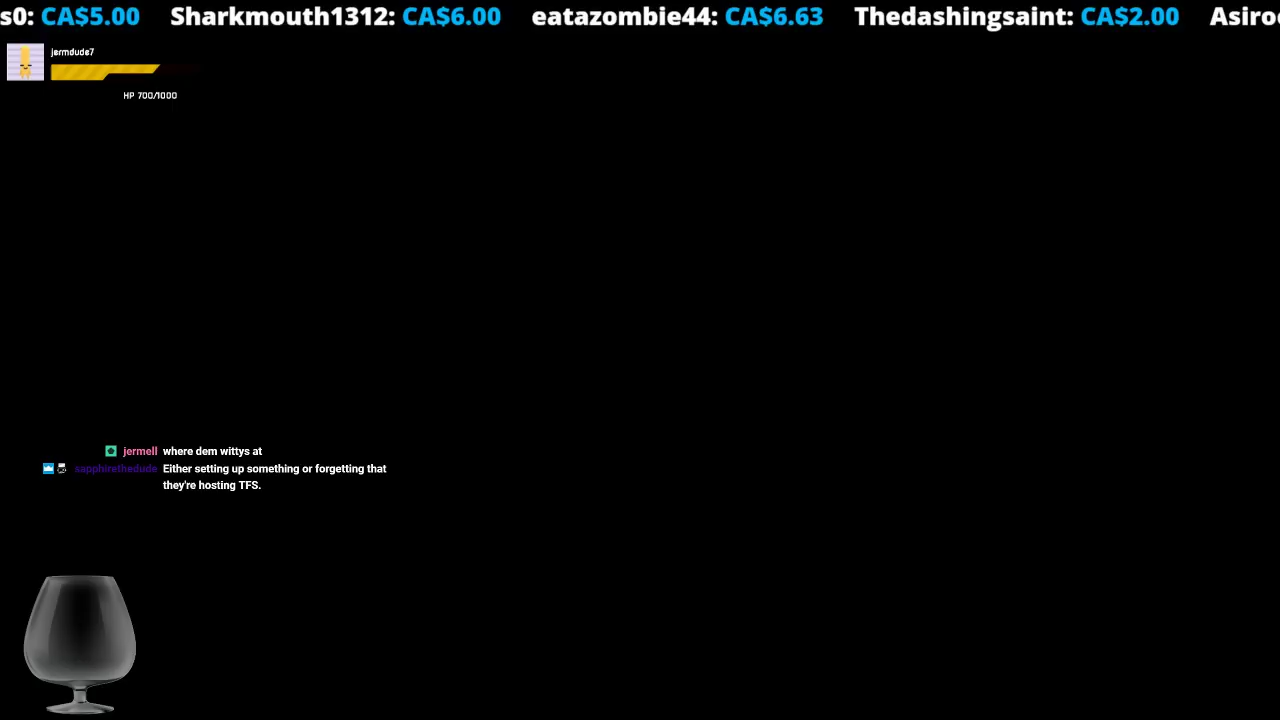 s0: CA$5.00 Sharkmouth1312: CA$6.00 eatazombie44: CA$6.63 Thedashingsaint: CA$2.00 Asiro
jermdude7
HP 700/1000
jermell where dem wittys at
sapphirethedude Either setting up something or forgetting that
they're hosting TFS.